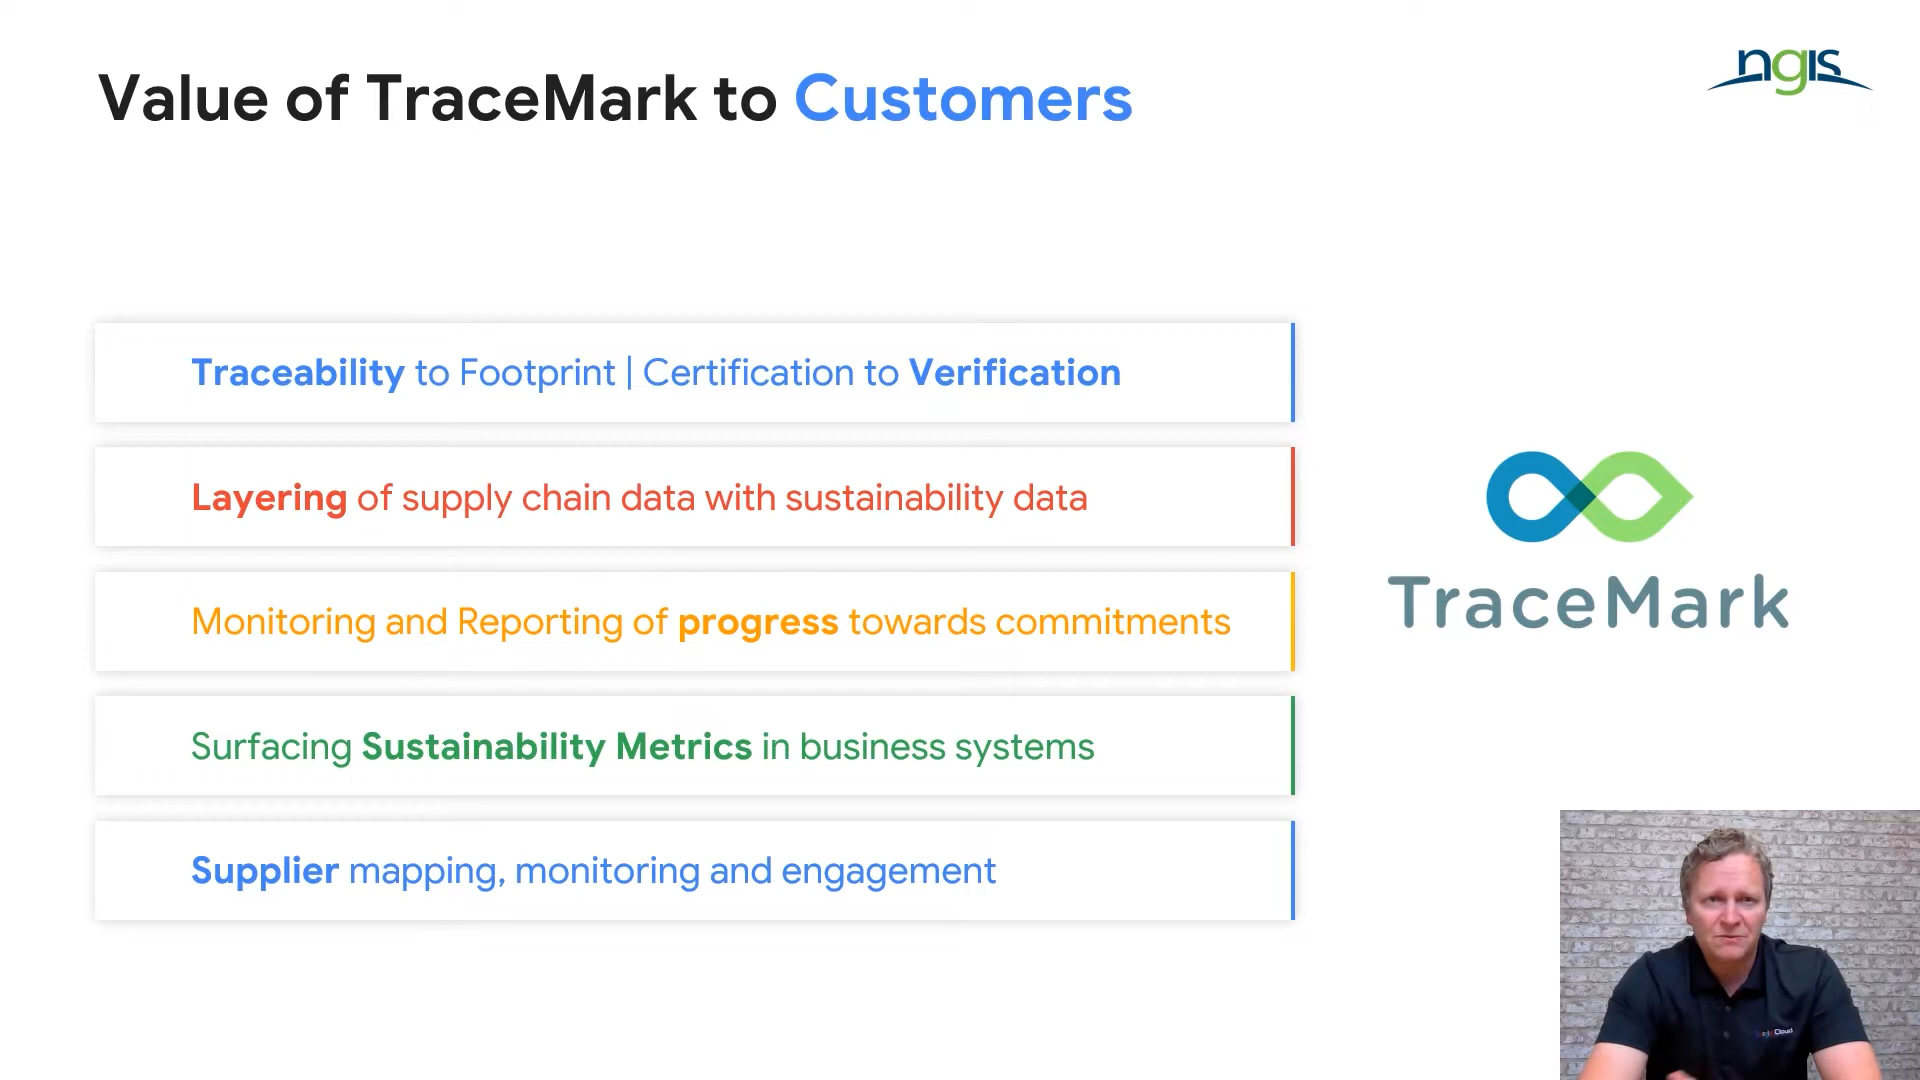 Value of TraceMark to Customers
ngis
Traceability to Footprint | Certification to Verification
Layering of supply chain data with sustainability data
Monitoring and Reporting of progress towards commitments
Surfacing Sustainability Metrics in business systems
Supplier mapping, monitoring and engagement
TraceMark
Cloud